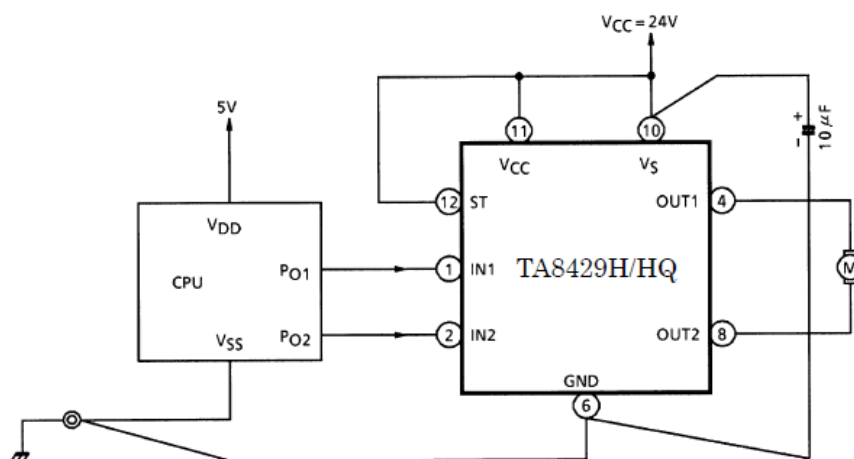 VCC = 24V
5V
11
10
+
-
10 μF
VCC
VS
12
ST
OUT1
4
VDD
CPU
PO1
1
IN1
TA8429H/HQ
M
PO2
2
IN2
OUT2
8
VSS
GND
6